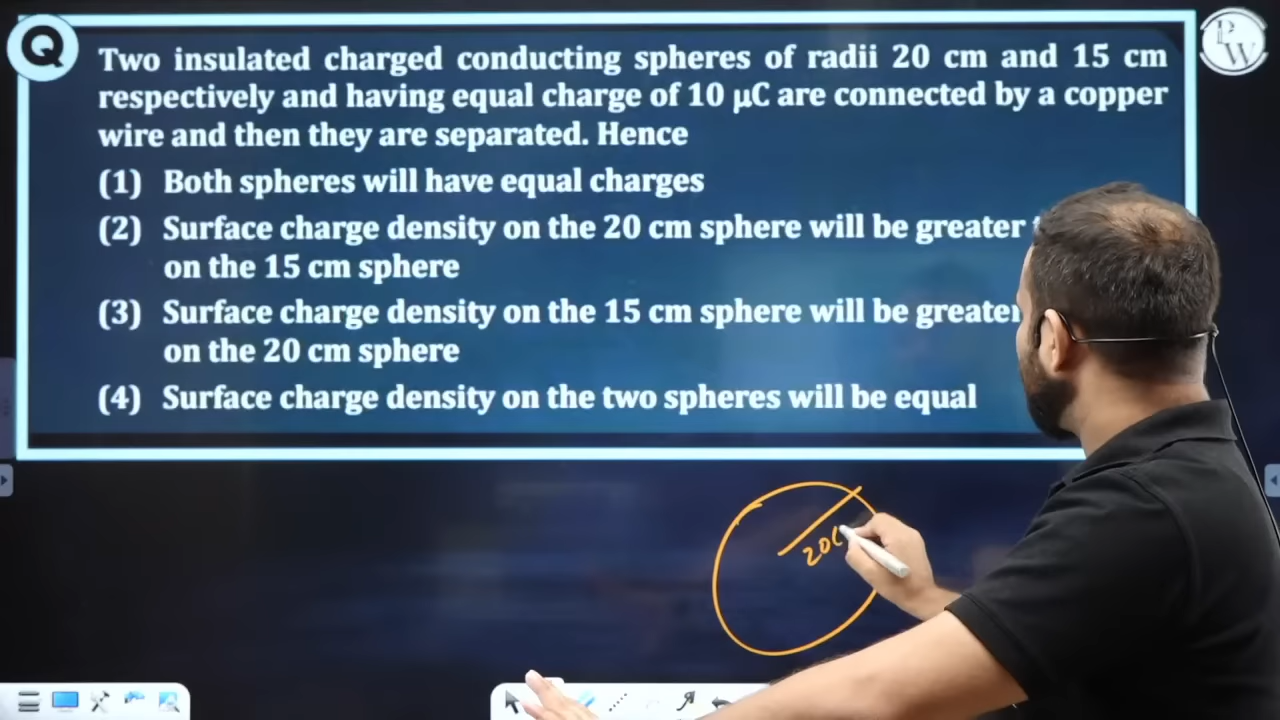 Q
Two insulated charged conducting spheres of radii 20 cm and 15 cm
respectively and having equal charge of 10 μC are connected by a copper
wire and then they are separated. Hence
(1) Both spheres will have equal charges
(2) Surface charge density on the 20 cm sphere will be greater
on the 15 cm sphere
(3) Surface charge density on the 15 cm sphere will be greater
on the 20 cm sphere
(4) Surface charge density on the two spheres will be equal
20
P
W